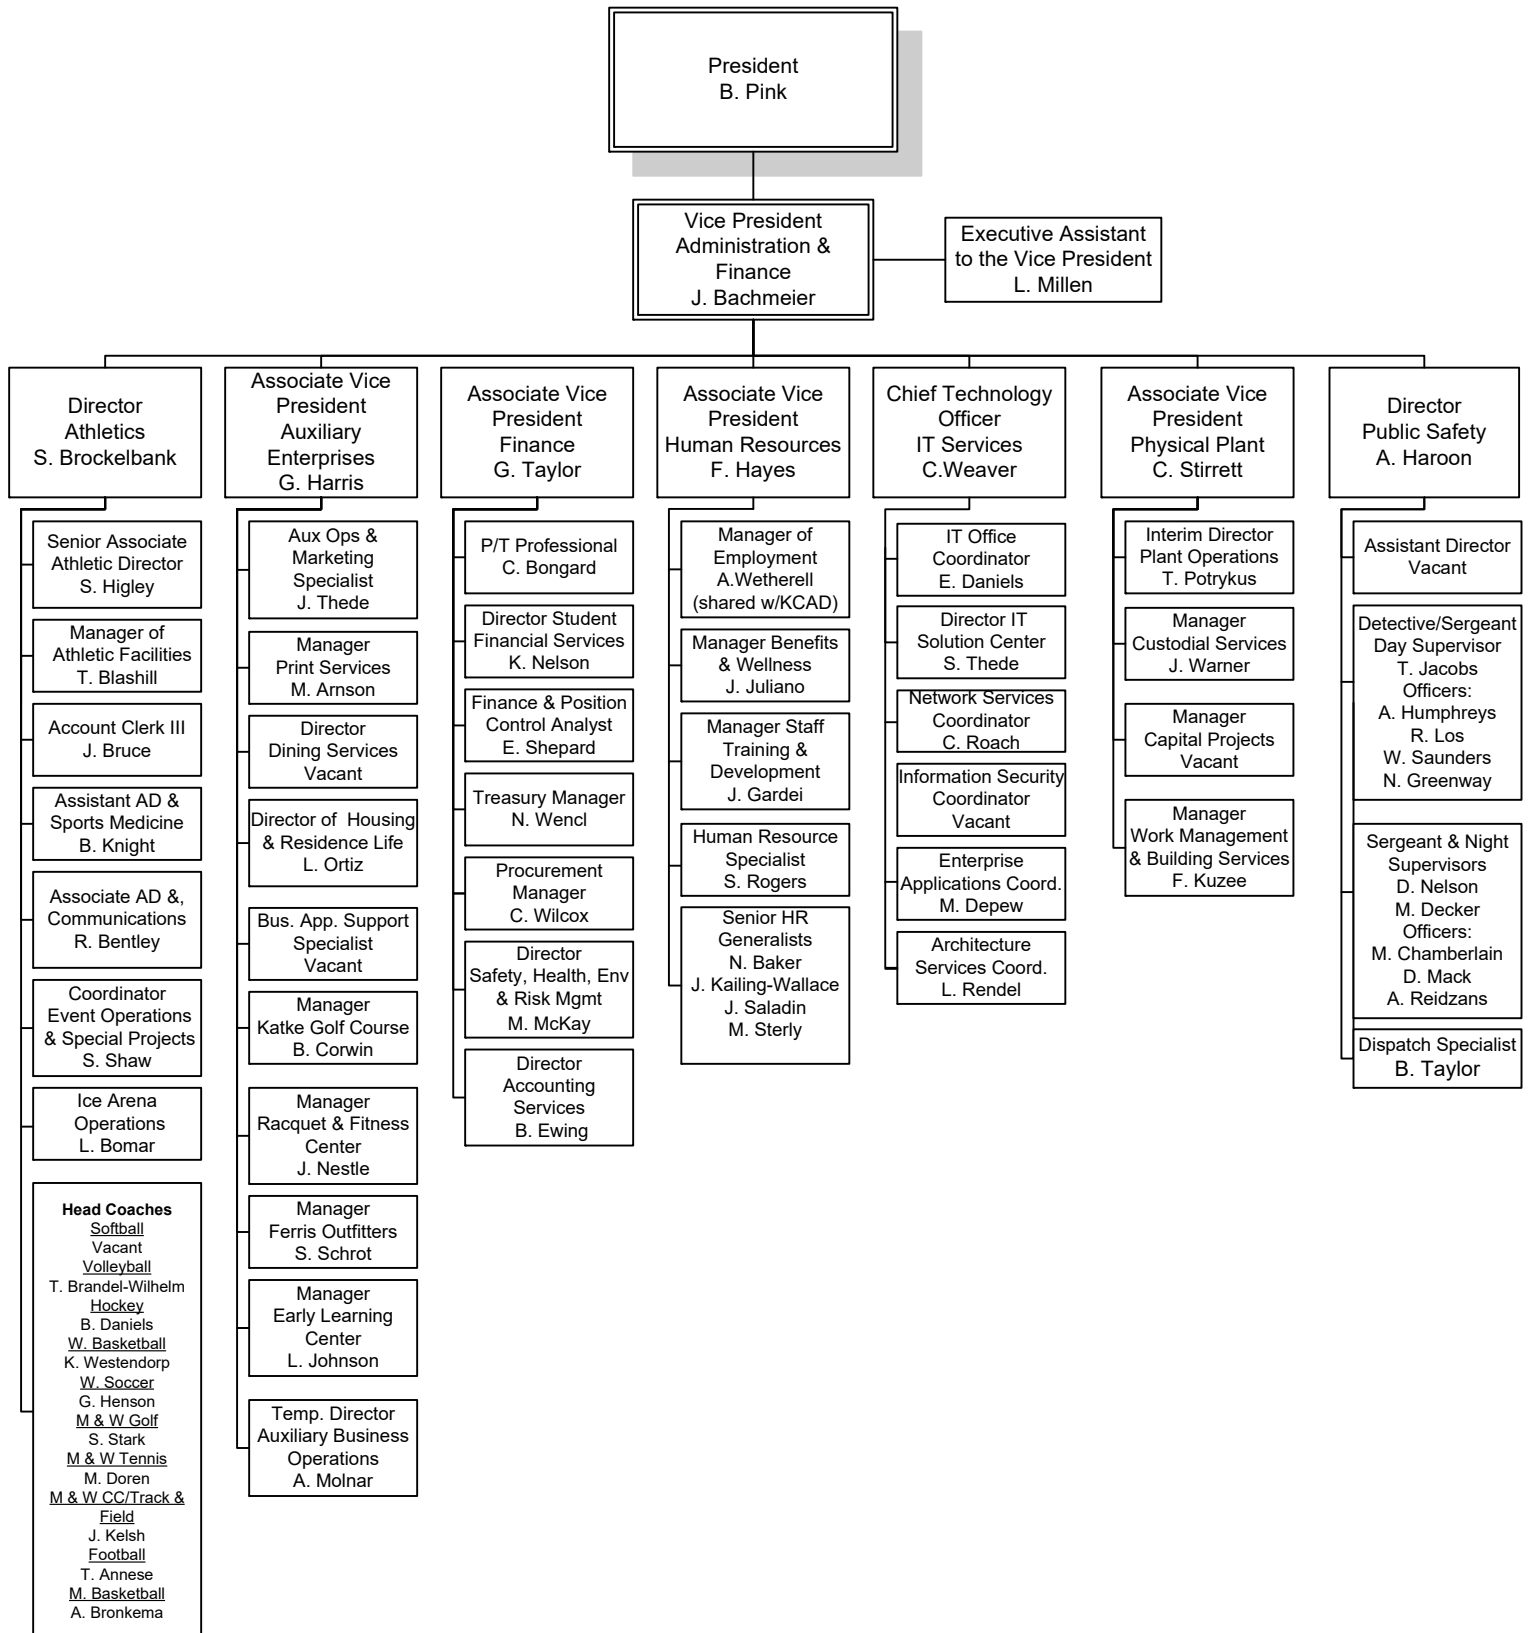 President
B. Pink
Vice President
Administration &
Finance
J. Bachmeier
Executive Assistant
to the Vice President
L. Millen
Director
Athletics
S. Brockelbank
Senior Associate
Athletic Director
S. Higley
Manager of
Athletic Facilities
T. Blashill
Account Clerk III
J. Bruce
Assistant AD &
Sports Medicine
B. Knight
Associate AD &,
Communications
R. Bentley
Coordinator
Event Operations
& Special Projects
S. Shaw
Ice Arena
Operations
L. Bomar
Head Coaches
Softball
Vacant
Volleyball
T. Brandel-Wilhelm
Hockey
B. Daniels
W. Basketball
K. Westendorp
W. Soccer
G. Henson
M & W Golf
S. Stark
M & W Tennis
M. Doren
M & W CC/Track &
Field
J. Kelsh
Football
T. Annese
M. Basketball
A. Bronkema
Associate Vice
President
Auxiliary
Enterprises
G. Harris
Aux Ops &
Marketing
Specialist
J. Thede
Manager
Print Services
M. Arnson
Director
Dining Services
Vacant
Director of Housing
& Residence Life
L. Ortiz
Bus. App. Support
Specialist
Vacant
Manager
Katke Golf Course
B. Corwin
Manager
Racquet & Fitness
Center
J. Nestle
Manager
Ferris Outfitters
S. Schrot
Manager
Early Learning
Center
L. Johnson
Temp. Director
Auxiliary Business
Operations
A. Molnar
Associate Vice
President
Finance
G. Taylor
P/T Professional
C. Bongard
Director Student
Financial Services
K. Nelson
Finance & Position
Control Analyst
E. Shepard
Treasury Manager
N. Wencl
Procurement
Manager
C. Wilcox
Director
Safety, Health, Env
& Risk Mgmt
M. McKay
Director
Accounting
Services
B. Ewing
Associate Vice
President
Human Resources
F. Hayes
Manager of
Employment
A.Wetherell
(shared w/KCAD)
Manager Benefits
& Wellness
J. Juliano
Manager Staff
Training &
Development
J. Gardei
Human Resource
Specialist
S. Rogers
Senior HR
Generalists
N. Baker
J. Kailing-Wallace
J. Saladin
M. Sterly
Chief Technology
Officer
IT Services
C.Weaver
IT Office
Coordinator
E. Daniels
Director IT
Solution Center
S. Thede
Network Services
Coordinator
C. Roach
Information Security
Coordinator
Vacant
Enterprise
Applications Coord.
M. Depew
Architecture
Services Coord.
L. Rendel
Associate Vice
President
Physical Plant
C. Stirrett
Interim Director
Plant Operations
T. Potrykus
Manager
Custodial Services
J. Warner
Manager
Capital Projects
Vacant
Manager
Work Management
& Building Services
F. Kuzee
Director
Public Safety
A. Haroon
Assistant Director
Vacant
Detective/Sergeant
Day Supervisor
T. Jacobs
Officers:
A. Humphreys
R. Los
W. Saunders
N. Greenway
Sergeant & Night
Supervisors
D. Nelson
M. Decker
Officers:
M. Chamberlain
D. Mack
A. Reidzans
Dispatch Specialist
B. Taylor